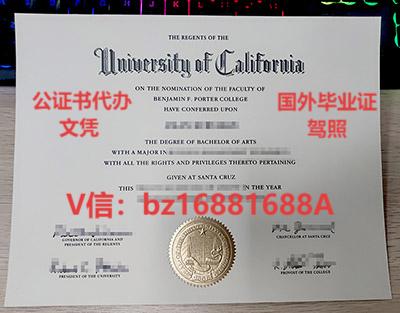 THE REGENTS OF THE
University of California
ON THE NOMINATION OF THE FACULTY OF
BENJAMIN F. PORTER COLLEGE
HAVE CONFERRED UPON
公证书代办
文凭
国外毕业证
驾照
THE DEGREE OF BACHELOR OF ARTS
WITH A MAJOR IN
WITH ALL THE RIGHTS AND PRIVILEGES THERETO PERTAINING
GIVEN AT SANTA CRUZ
THIS IN THE YEAR
V信：bz16881688A
GOVERNOR OF CALIFORNIA AND
PRESIDENT OF THE REGENTS
CHANCELLOR AT SANTA CRUZ
PRESIDENT OF THE UNIVERSITY
PROVOST OF THE COLLEGE